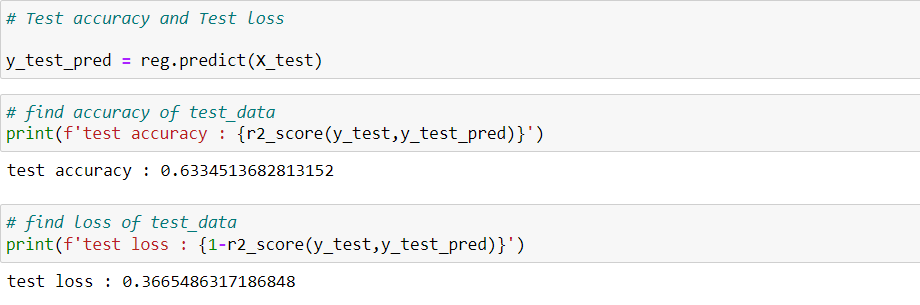 # Test accuracy and Test loss
y_test_pred = reg.predict(X_test)
# find accuracy of test_data
print(f'test accuracy : {r2_score(y_test,y_test_pred)}')
test accuracy : 0.6334513682813152
# find loss of test_data
print(f'test loss : {1-r2_score(y_test,y_test_pred)}')
test loss : 0.3665486317186848